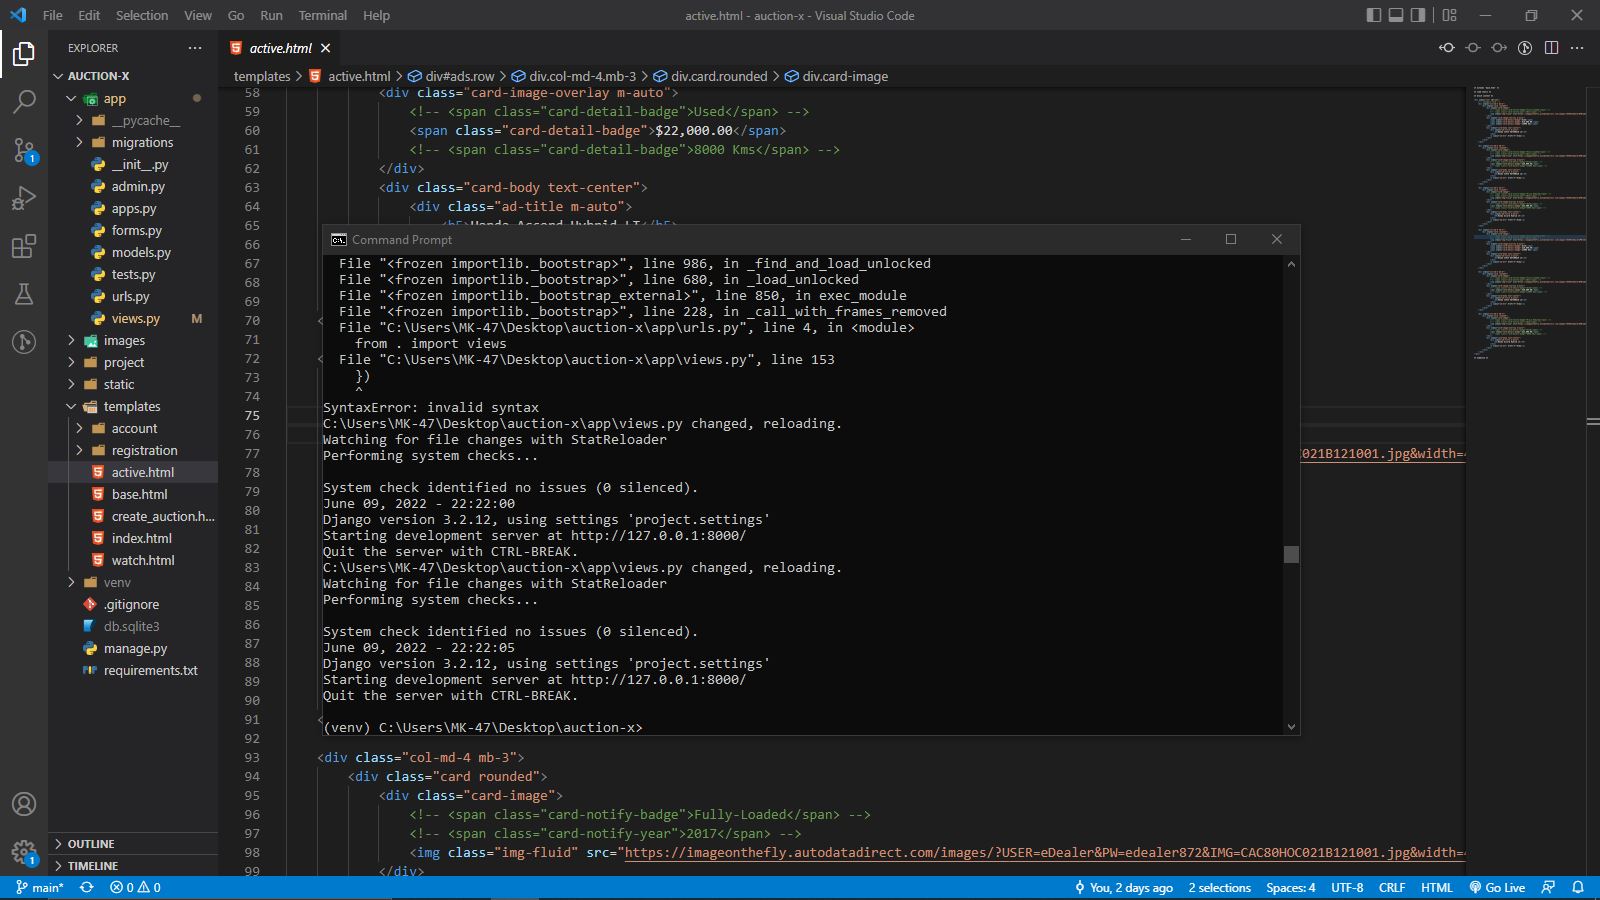 File Edit Selection View Go Run Terminal Help
active.html - auction-x - Visual Studio Code
EXPLORER
AUCTION-X
app
__pycache__
migrations
__init__.py
admin.py
apps.py
forms.py
models.py
tests.py
urls.py
views.py M
images
project
static
templates
account
registration
active.html
base.html
create_auction.h...
index.html
watch.html
venv
.gitignore
db.sqlite3
manage.py
requirements.txt
OUTLINE
TIMELINE
1
1
active.html
templates > active.html > div#ads.row > div.col-md-4.mb-3 > div.card.rounded > div.card-image
58 <div class="card-image-overlay m-auto">
59 <!-- <span class="card-detail-badge">Used</span> -->
60 <span class="card-detail-badge">$22,000.00</span>
61 <!-- <span class="card-detail-badge">8000 Kms</span> -->
62 </div>
63 <div class="card-body text-center">
64 <div class="ad-title m-auto">
65 <h5>Honda Accord Hybrid LT</h5>
66
67
68
69
70 <
71
72 <
73
74
75
76
77 C021B121001.jpg&width=4
78
79
80
81
82
83
84
85
86
87
88
89
90
91 <
92
93 <div class="col-md-4 mb-3">
94 <div class="card rounded">
95 <div class="card-image">
96 <!-- <span class="card-notify-badge">Fully-Loaded</span> -->
97 <!-- <span class="card-notify-year">2017</span> -->
98 <img class="img-fluid" src="https://imageonthefly.autodatadirect.com/images/?USER=eDealer&PW=edealer872&IMG=CAC80HOC021B121001.jpg&width=4
99 </div>
Command Prompt
File "<frozen importlib._bootstrap>", line 986, in _find_and_load_unlocked
File "<frozen importlib._bootstrap>", line 680, in _load_unlocked
File "<frozen importlib._bootstrap_external>", line 850, in exec_module
File "<frozen importlib._bootstrap>", line 228, in _call_with_frames_removed
File "C:\Users\MK-47\Desktop\auction-x\app\urls.py", line 4, in <module>
from . import views
File "C:\Users\MK-47\Desktop\auction-x\app\views.py", line 153
})
^
SyntaxError: invalid syntax
C:\Users\MK-47\Desktop\auction-x\app\views.py changed, reloading.
Watching for file changes with StatReloader
Performing system checks...
System check identified no issues (0 silenced).
June 09, 2022 - 22:22:00
Django version 3.2.12, using settings 'project.settings'
Starting development server at http://127.0.0.1:8000/
Quit the server with CTRL-BREAK.
C:\Users\MK-47\Desktop\auction-x\app\views.py changed, reloading.
Watching for file changes with StatReloader
Performing system checks...
System check identified no issues (0 silenced).
June 09, 2022 - 22:22:05
Django version 3.2.12, using settings 'project.settings'
Starting development server at http://127.0.0.1:8000/
Quit the server with CTRL-BREAK.
(venv) C:\Users\MK-47\Desktop\auction-x>
main* 0 0 You, 2 days ago 2 selections Spaces: 4 UTF-8 CRLF HTML Go Live